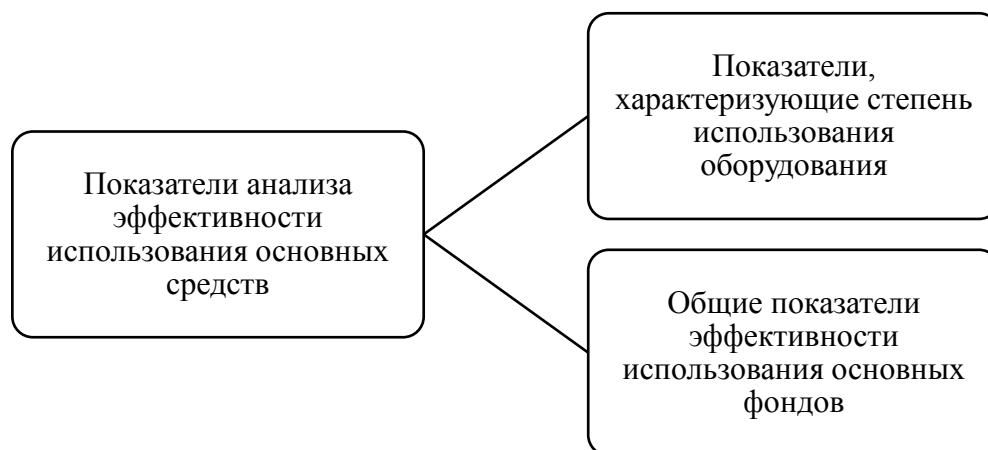 Показатели анализа
эффективности
использования основных
средств
Показатели,
характеризующие степень
использования
оборудования
Общие показатели
эффективности
использования основных
фондов